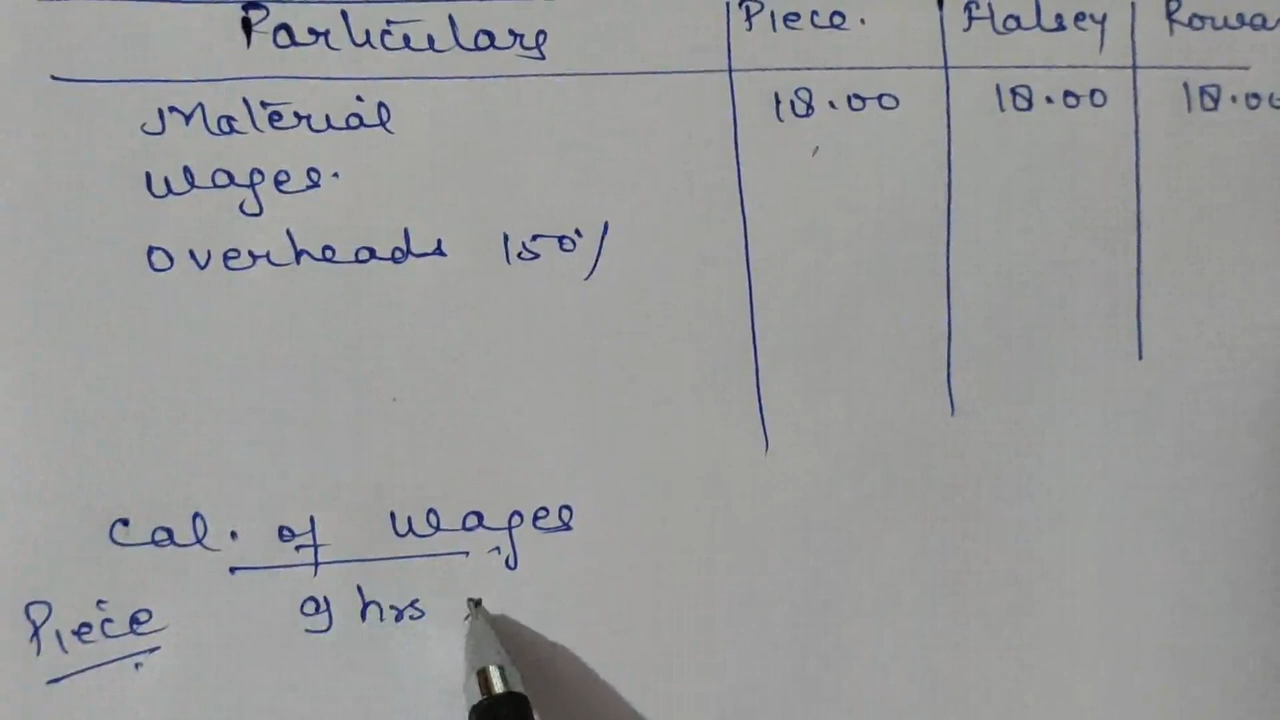 Particulars Piece. Halsey Rowa
Material 18.00 18.00 18.00
Wages.
Overheads 150%
Cal. of Wages
Piece 9 hrs